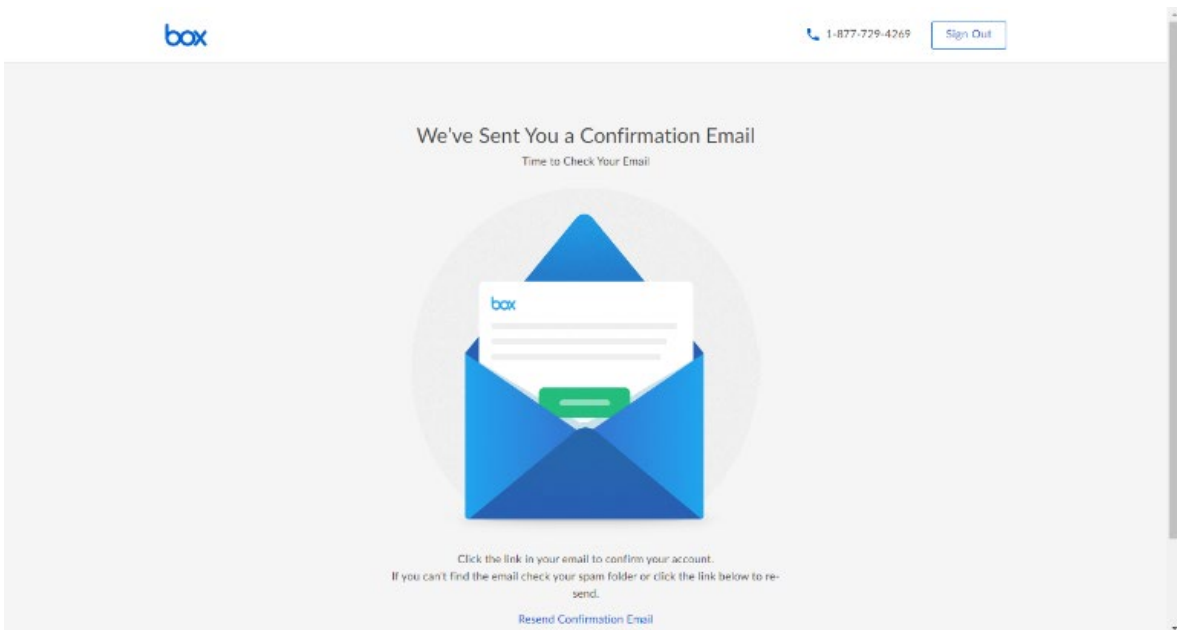 box
1-877-729-4269
Sign Out
We've Sent You a Confirmation Email
Time to Check Your Email
box
Click the link in your email to confirm your account.
If you can't find the email check your spam folder or click the link below to re-
send.
Resend Confirmation Email